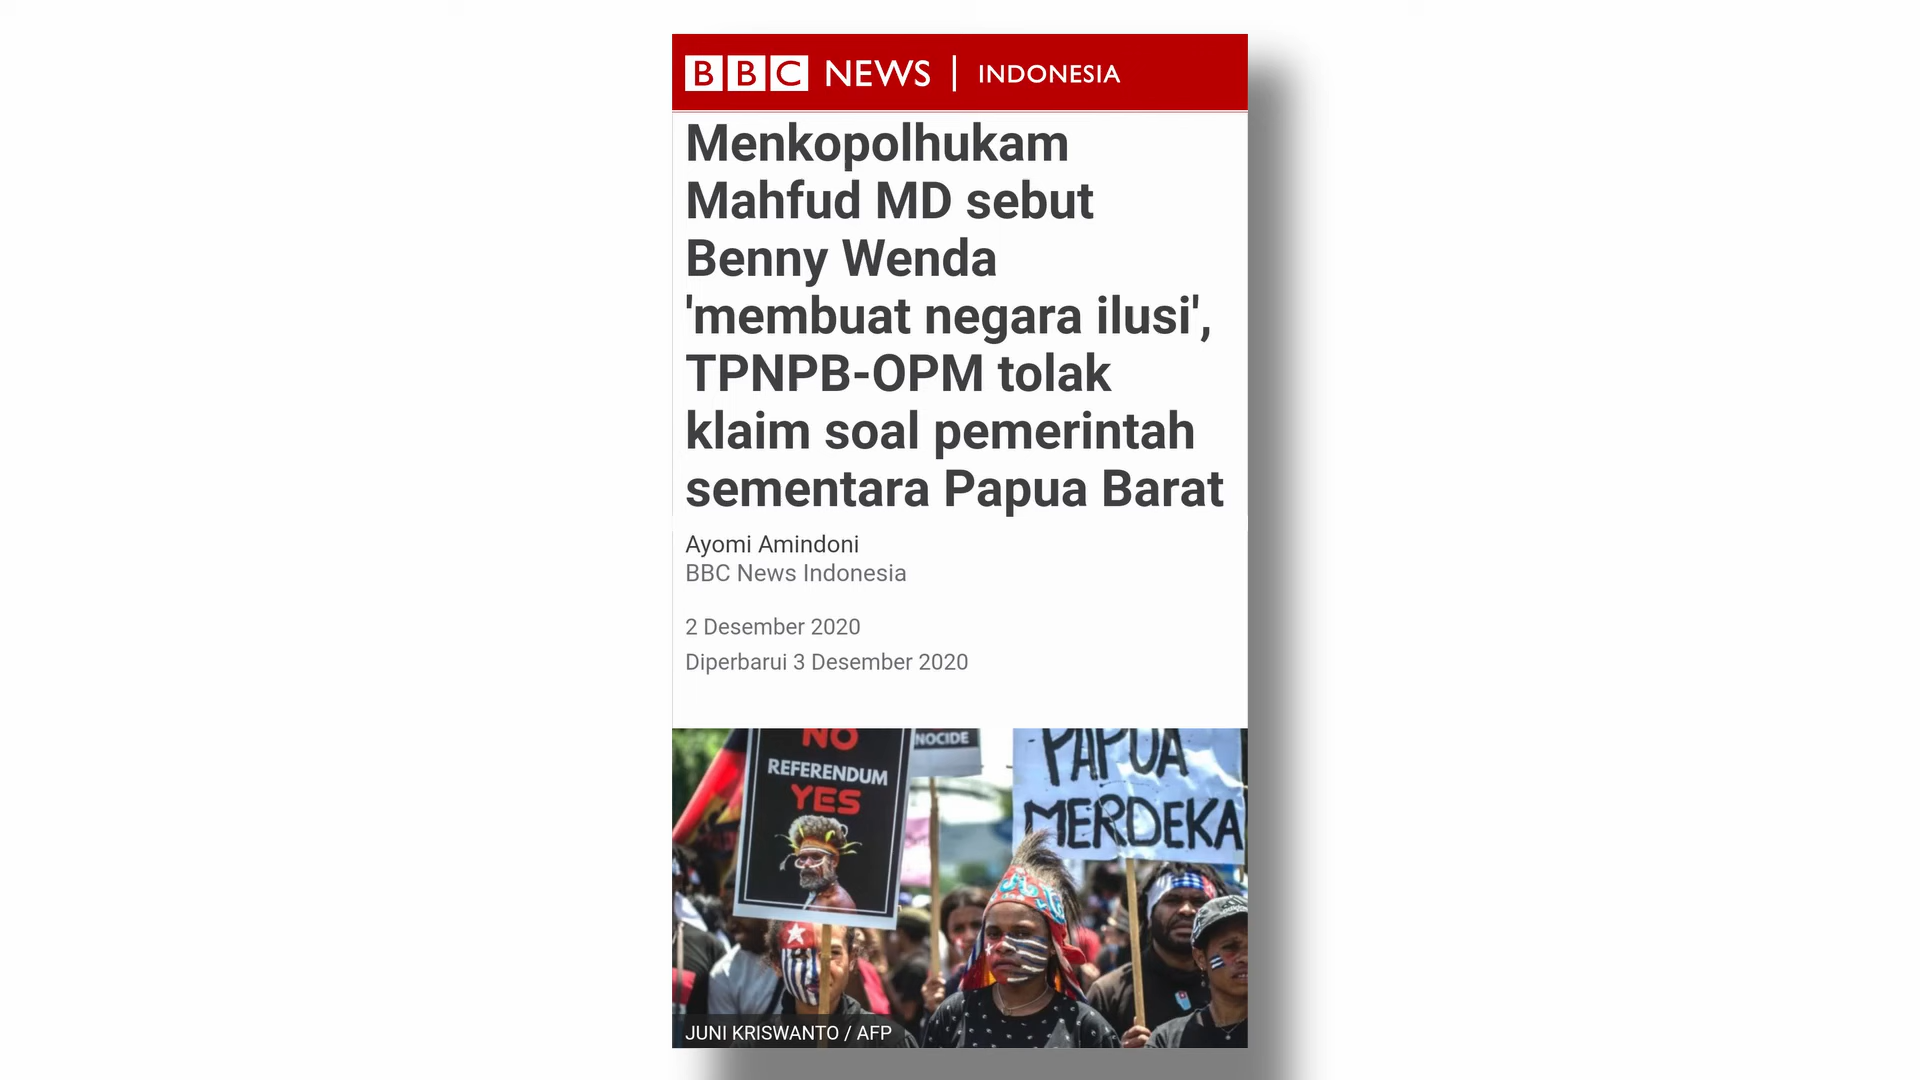 BBC NEWS | INDONESIA
Menkopolhukam
Mahfud MD sebut
Benny Wenda
'membuat negara ilusi',
TPNPB-OPM tolak
klaim soal pemerintah
sementara Papua Barat
Ayomi Amindoni
BBC News Indonesia
2 Desember 2020
Diperbarui 3 Desember 2020
NO
REFERENDUM
YES
NOCIDE
PAPUA
MERDEKA
JUNI KRISWANTO / AFP